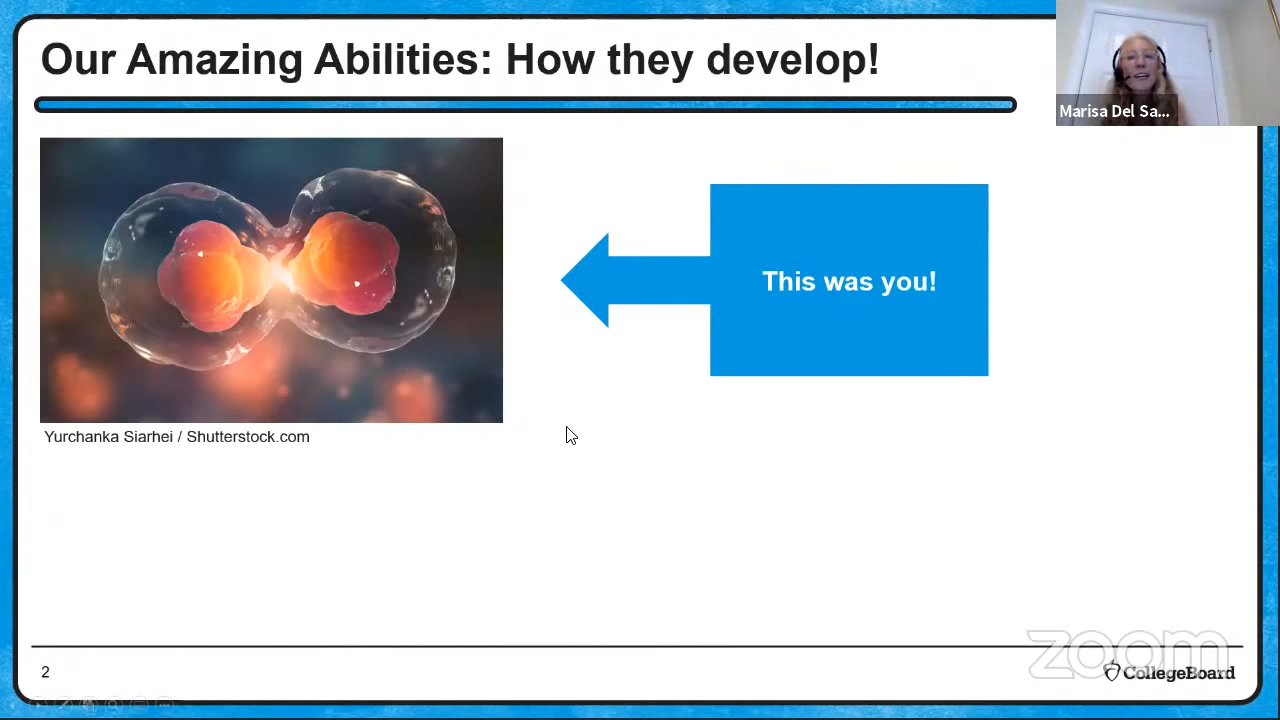 Our Amazing Abilities: How they develop!
Marisa Del Sa...
This was you!
Yurchanka Siarhei / Shutterstock.com
zoom
2
CollegeBoard